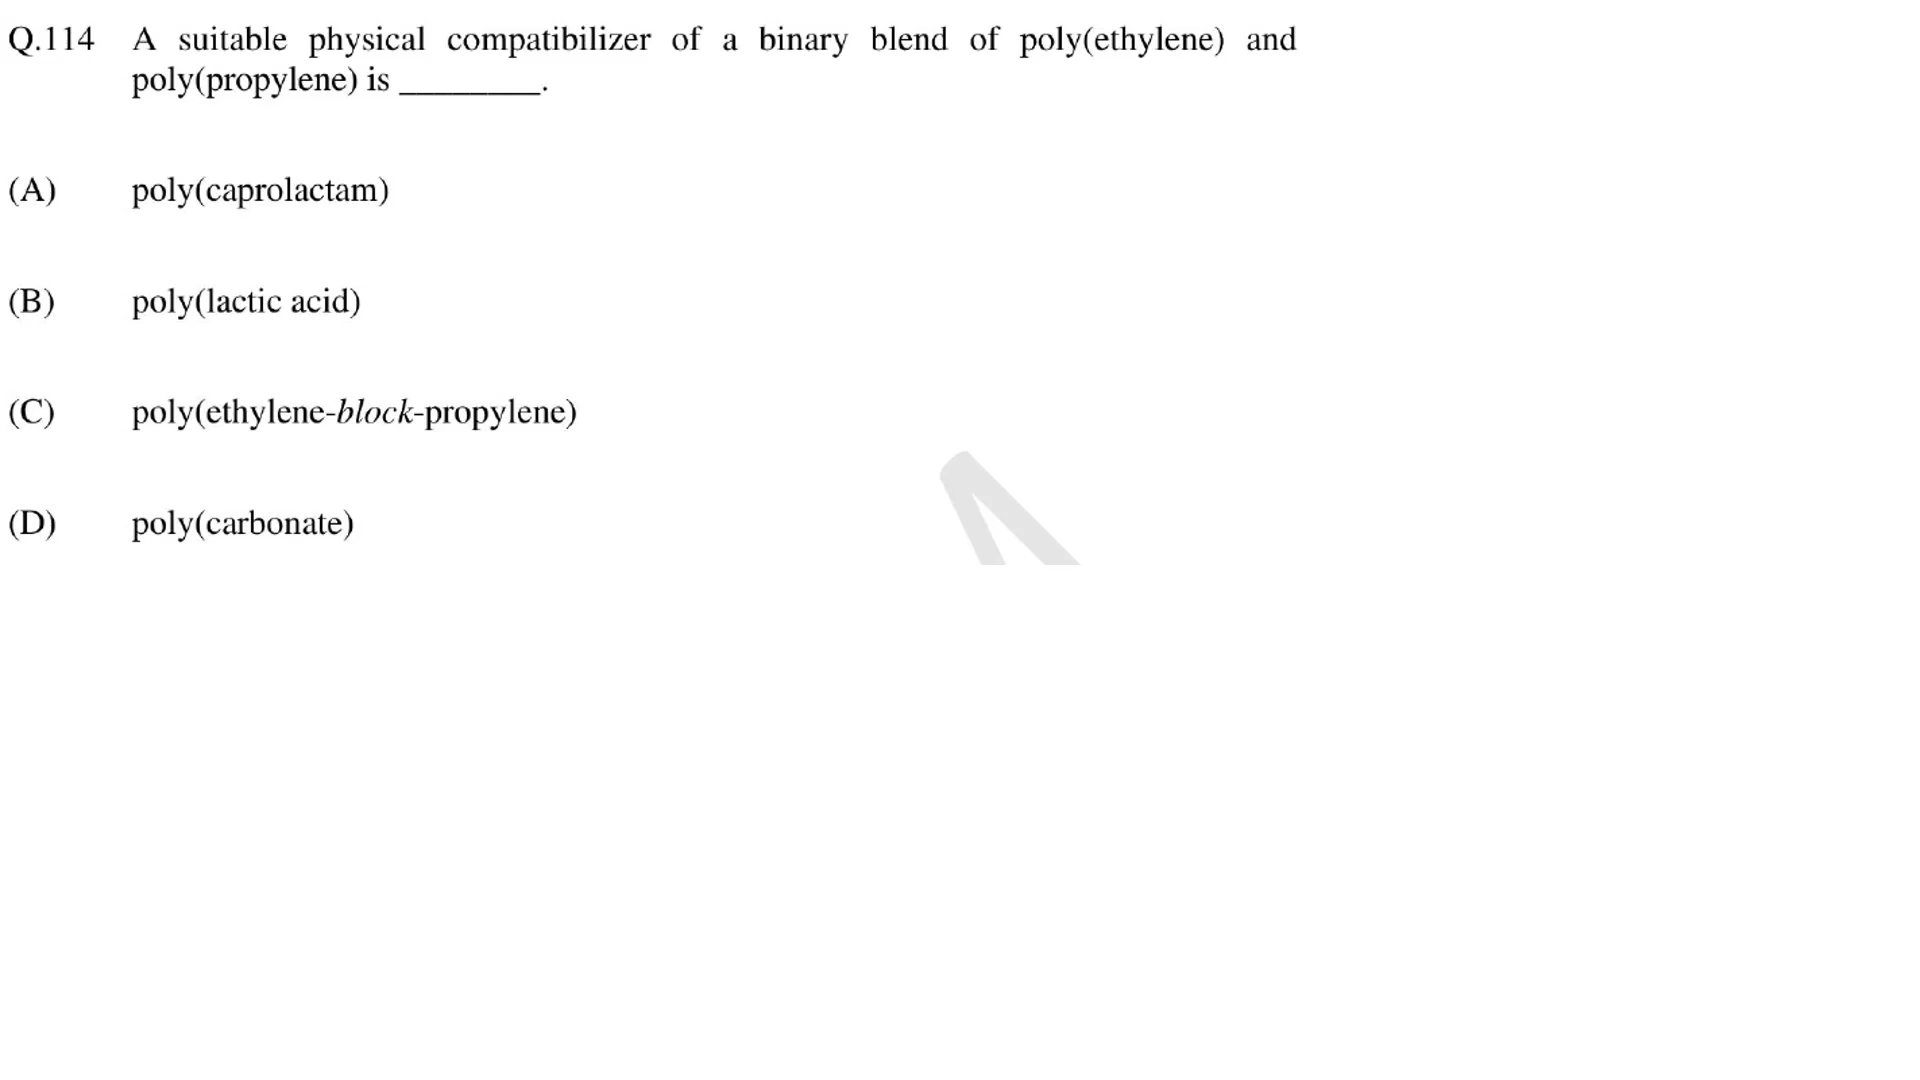 Q.114 A suitable physical compatibilizer of a binary blend of poly(ethylene) and
poly(propylene) is ________.
(A) poly(caprolactam)
(B) poly(lactic acid)
(C) poly(ethylene-block-propylene)
(D) poly(carbonate)